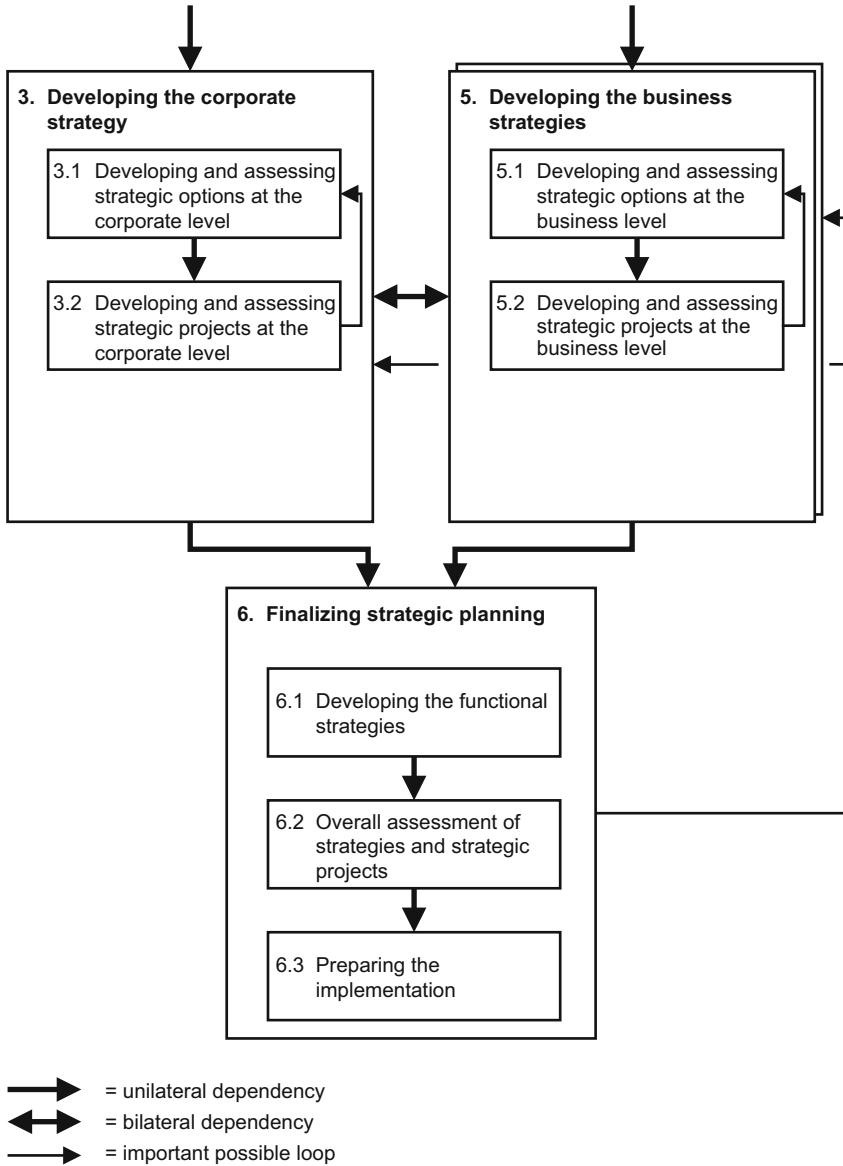 3. Developing the corporate
strategy
3.1 Developing and assessing
strategic options at the
corporate level
3.2 Developing and assessing
strategic projects at the
corporate level
5. Developing the business
strategies
5.1 Developing and assessing
strategic options at the
business level
5.2 Developing and assessing
strategic projects at the
business level
6. Finalizing strategic planning
6.1 Developing the functional
strategies
6.2 Overall assessment of
strategies and strategic
projects
6.3 Preparing the
implementation
= unilateral dependency
= bilateral dependency
= important possible loop